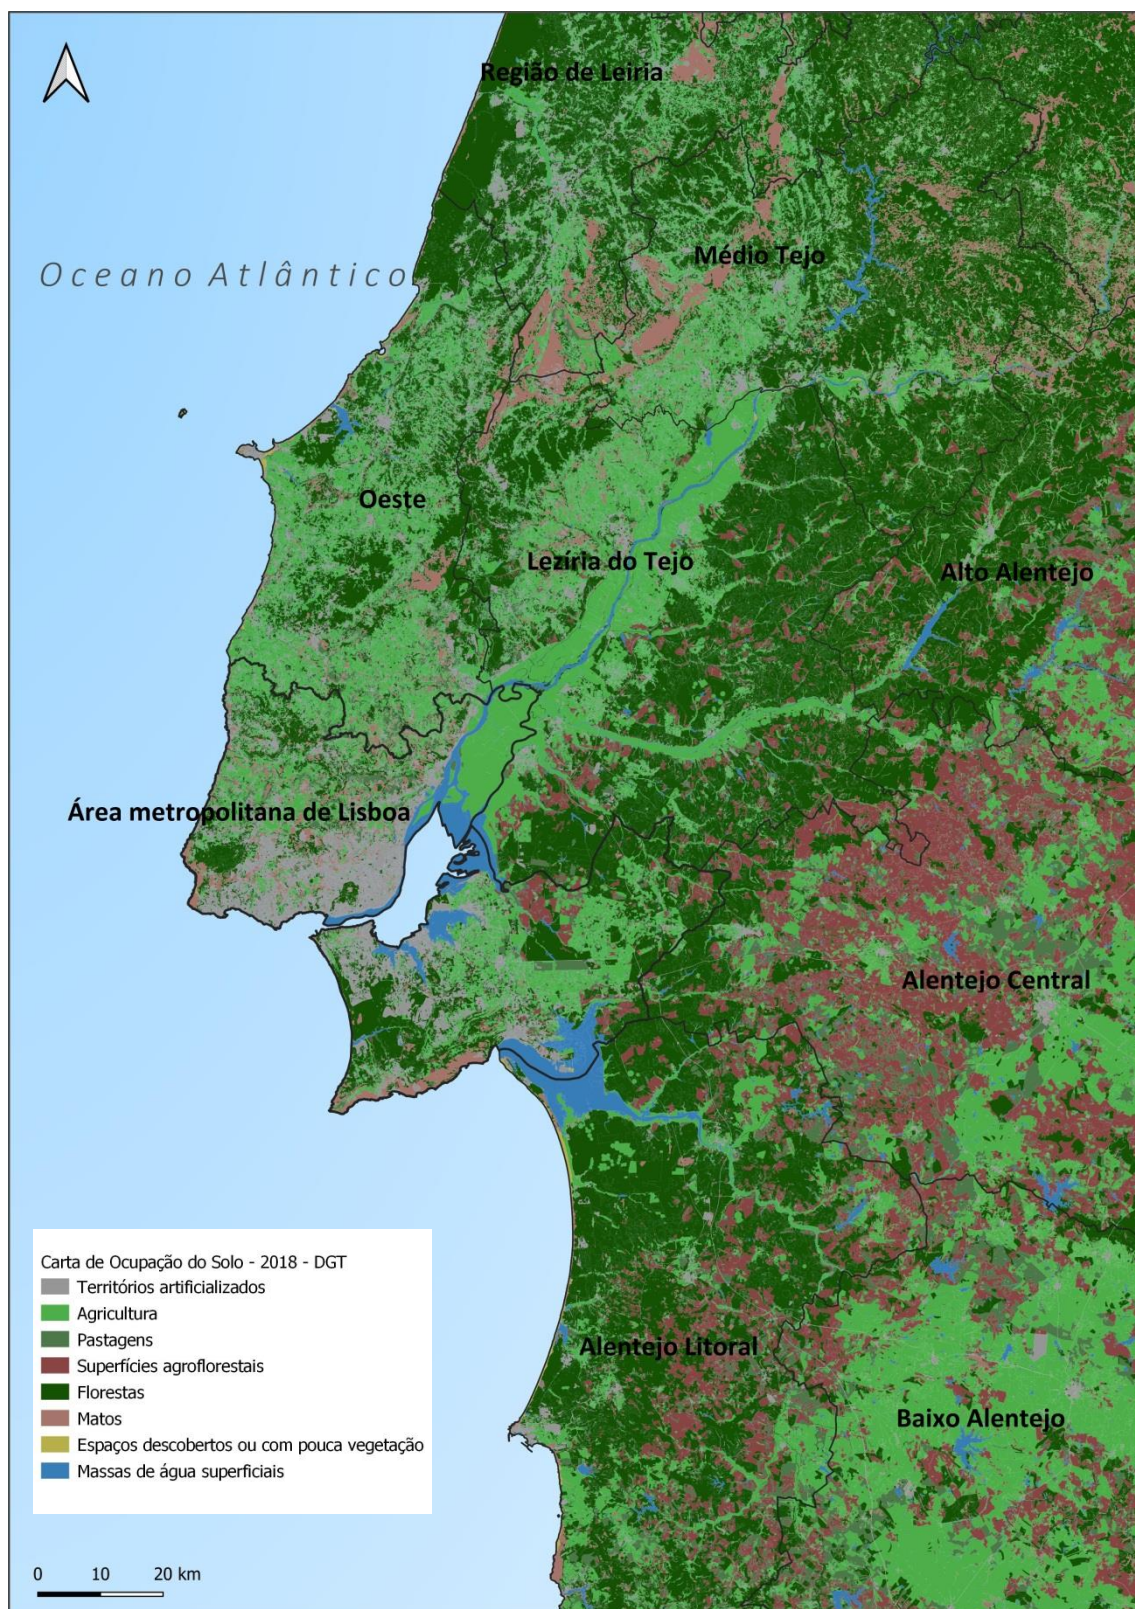 Região de Leiria
Médio Tejo
Oceano Atlântico
Oeste
Lezíria do Tejo
Alto Alentejo
Área metropolitana de Lisboa
Alentejo Central
Carta de Ocupação do Solo - 2018 - DGT
Territórios artificializados
Agricultura
Pastagens
Superfícies agroflorestais
Florestas
Matos
Espaços descobertos ou com pouca vegetação
Massas de água superficiais
Alentejo Litoral
Baixo Alentejo
0 10 20 km